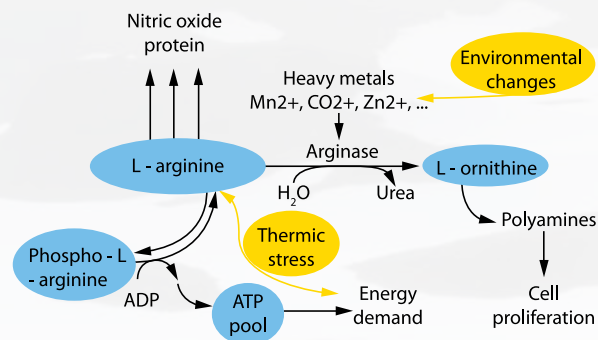 Nitric oxide
protein
Environmental
changes
Heavy metals
Mn2+, CO2+, Zn2+, ...
L - arginine
Arginase
L - ornithine
H2O
Urea
Thermic
stress
Polyamines
Phospho - L
- arginine
ADP
ATP
pool
Energy
demand
Cell
proliferation